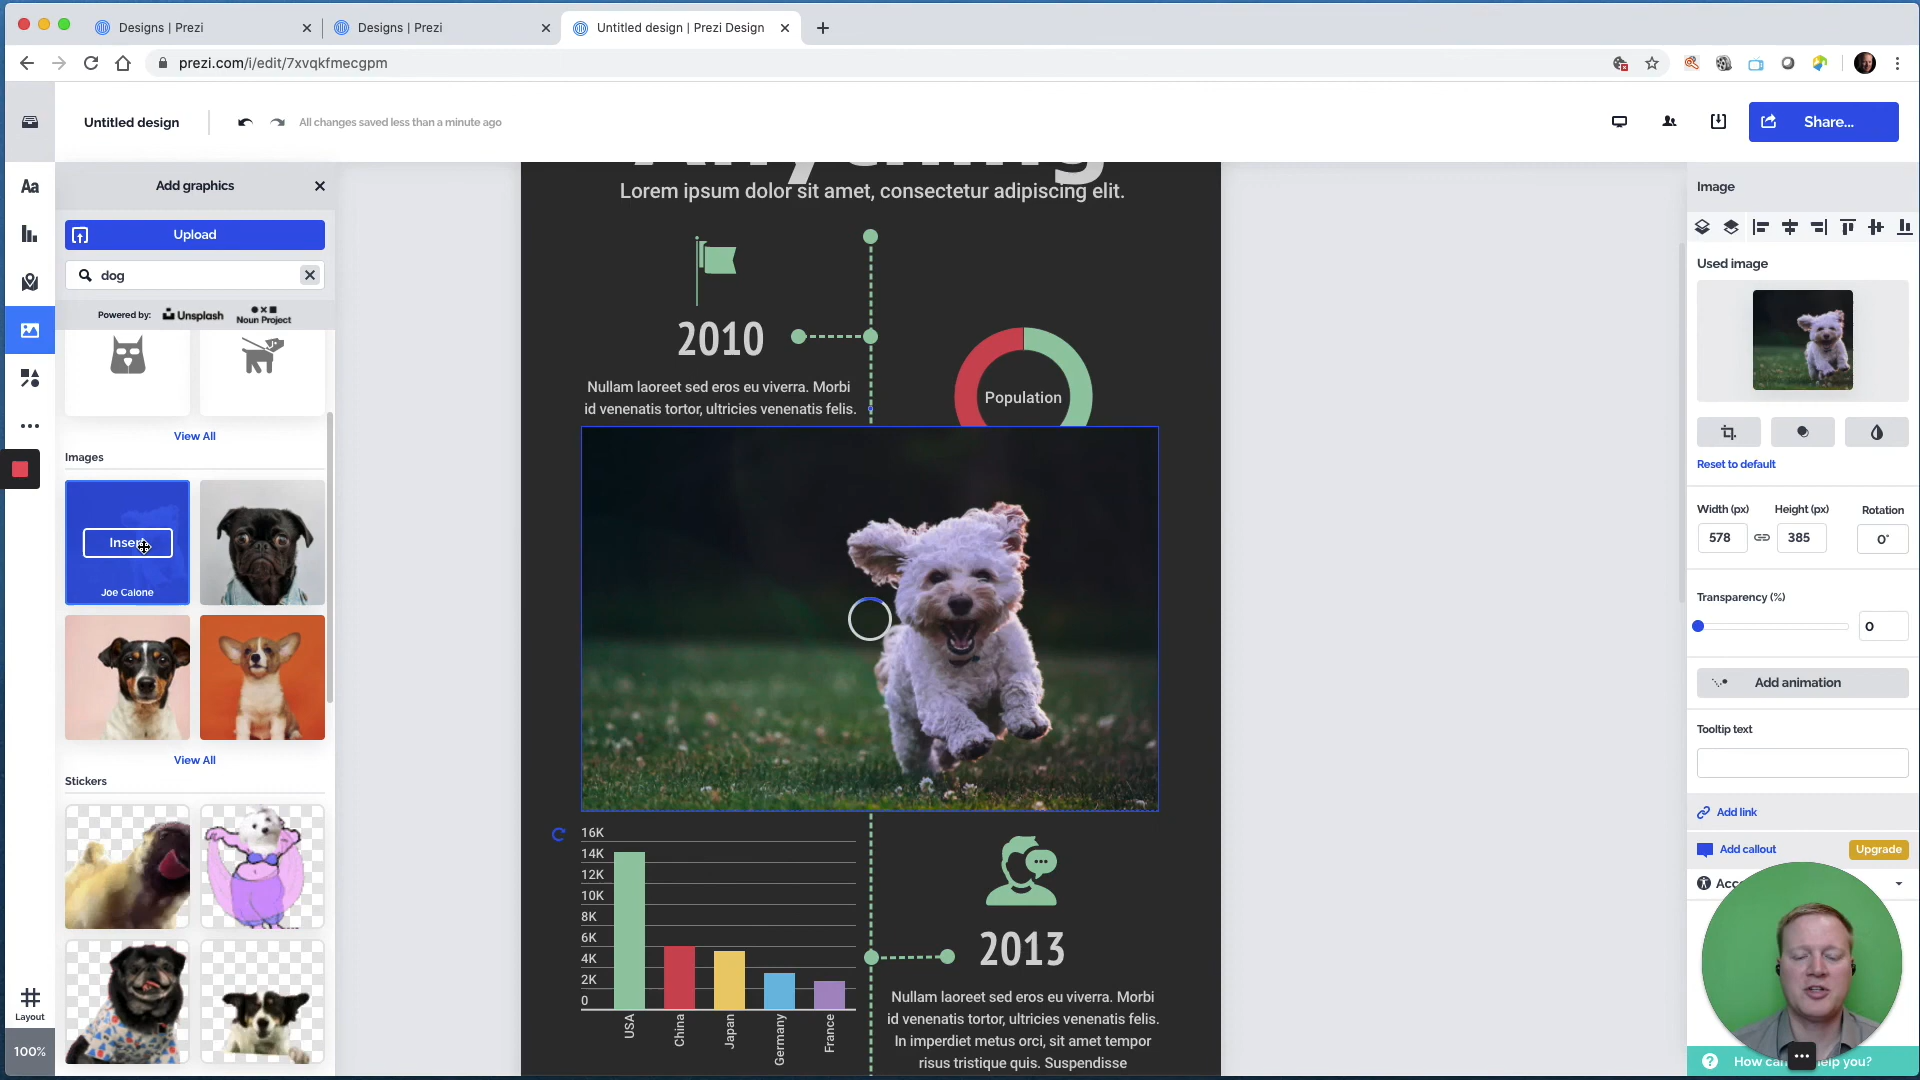 Designs | Prezi
Designs | Prezi
Untitled design | Prezi Design
prezi.com/i/edit/7xvqkfmecgpm
Untitled design
All changes saved less than a minute ago
Share...
Aa
Add graphics
Upload
dog
Powered by:
Unsplash
Noun Project
View All
Images
Joe Caione
View All
Stickers
Layout
100%
Lorem ipsum dolor sit amet, consectetur adipiscing elit.
2010
Nullam laoreet sed eros eu viverra. Morbi
id venenatis tortor, ultricies venenatis felis.
Population
16K
14K
12K
10K
8K
6K
4K
2K
0
USA
China
Japan
Germany
France
2013
Nullam laoreet sed eros eu viverra. Morbi
id venenatis tortor, ultricies venenatis felis.
In imperdiet metus orci, sit amet tempor
risus tristique quis. Suspendisse
Image
Used image
Reset to default
Width (px)
Height (px)
Rotation
578
385
0°
Transparency (%)
0
Add animation
Tooltip text
Add link
Add callout
Upgrade
How can
you?